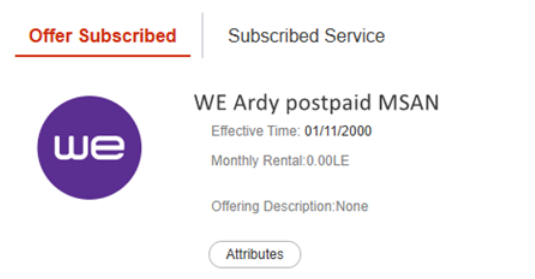 Offer Subscribed
Subscribed Service
we
WE Ardy postpaid MSAN
Effective Time: 01/11/2000
Monthly Rental:0.00LE
Offering Description:None
Attributes